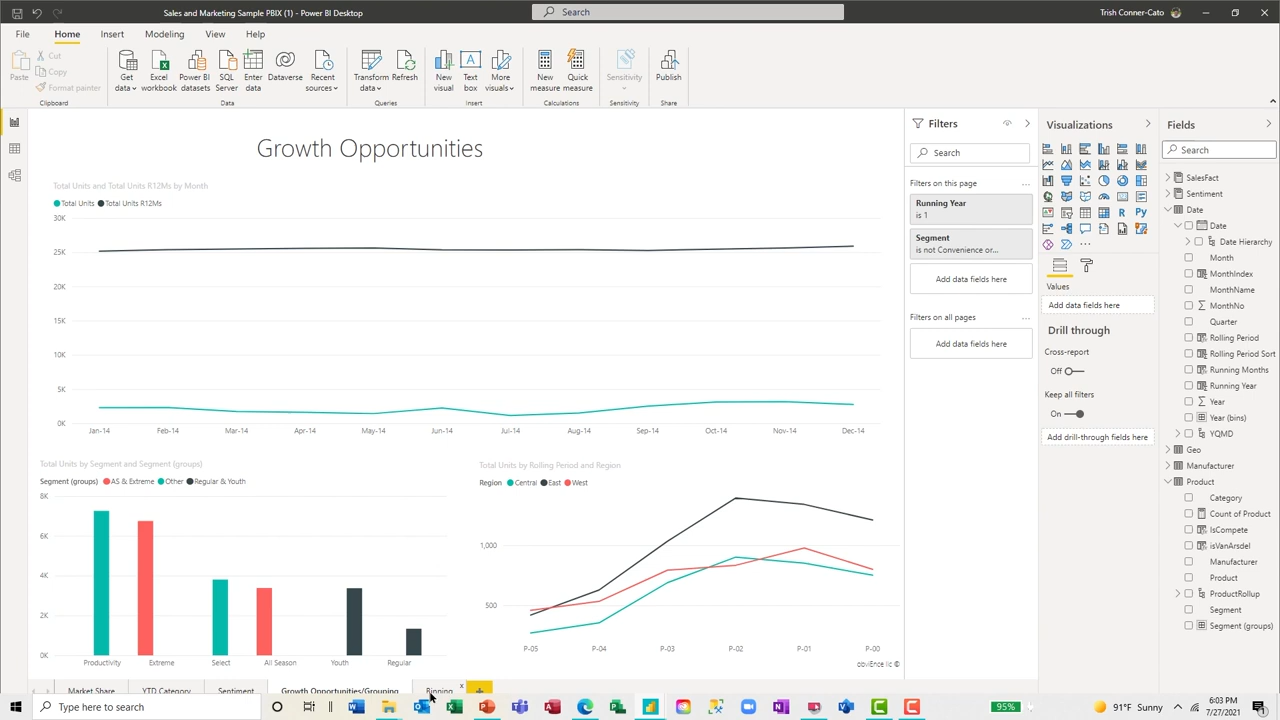 Sales and Marketing Sample PBIX (1) - Power BI Desktop
Search
Trish Conner-Cato
File Home Insert Modeling View Help
Paste
Cut
Copy
Format painter
Clipboard
Get data
Excel workbook
Power BI datasets
SQL Server
Enter data
Dataverse
Recent sources
Data
Transform data
Refresh
Queries
New visual
Text box
More visuals
Insert
New measure
Quick measure
Calculations
Sensitivity
Sensitivity
Publish
Share
Growth Opportunities
Total Units and Total Units R12Ms by Month
Total Units Total Units R12Ms
30K
25K
20K
15K
10K
5K
0K
Jan-14 Feb-14 Mar-14 Apr-14 May-14 Jun-14 Jul-14 Aug-14 Sep-14 Oct-14 Nov-14 Dec-14
Total Units by Segment and Segment (groups)
Segment (groups) AS & Extreme Other Regular & Youth
8K
6K
4K
2K
0K
Productivity Extreme Select All Season Youth Regular
Total Units by Rolling Period and Region
Region Central East West
1,000
500
P-05 P-04 P-03 P-02 P-01 P-00
obviEnce llc ©
Market Share YTD Category Sentiment Growth Opportunities/Grouping Binning x +
Filters
Search
Filters on this page ...
Running Year
is 1
Segment
is not Convenience or...
Add data fields here
Filters on all pages ...
Add data fields here
Visualizations
R Py
...
Values
Add data fields here
Drill through
Cross-report
Off
Keep all filters
On
Add drill-through fields here
Fields
Search
SalesFact
Sentiment
Date
Date
Date Hierarchy
Month
MonthIndex
MonthName
MonthNo
Quarter
Rolling Period
Rolling Period Sort
Running Months
Running Year
Year
Year (bins)
YQMD
Geo
Manufacturer
Product
Category
Count of Product
IsCompete
isVanArsdel
Manufacturer
Product
ProductRollup
Segment
Segment (groups)
Type here to search
95%
91°F Sunny
6:03 PM
7/27/2021